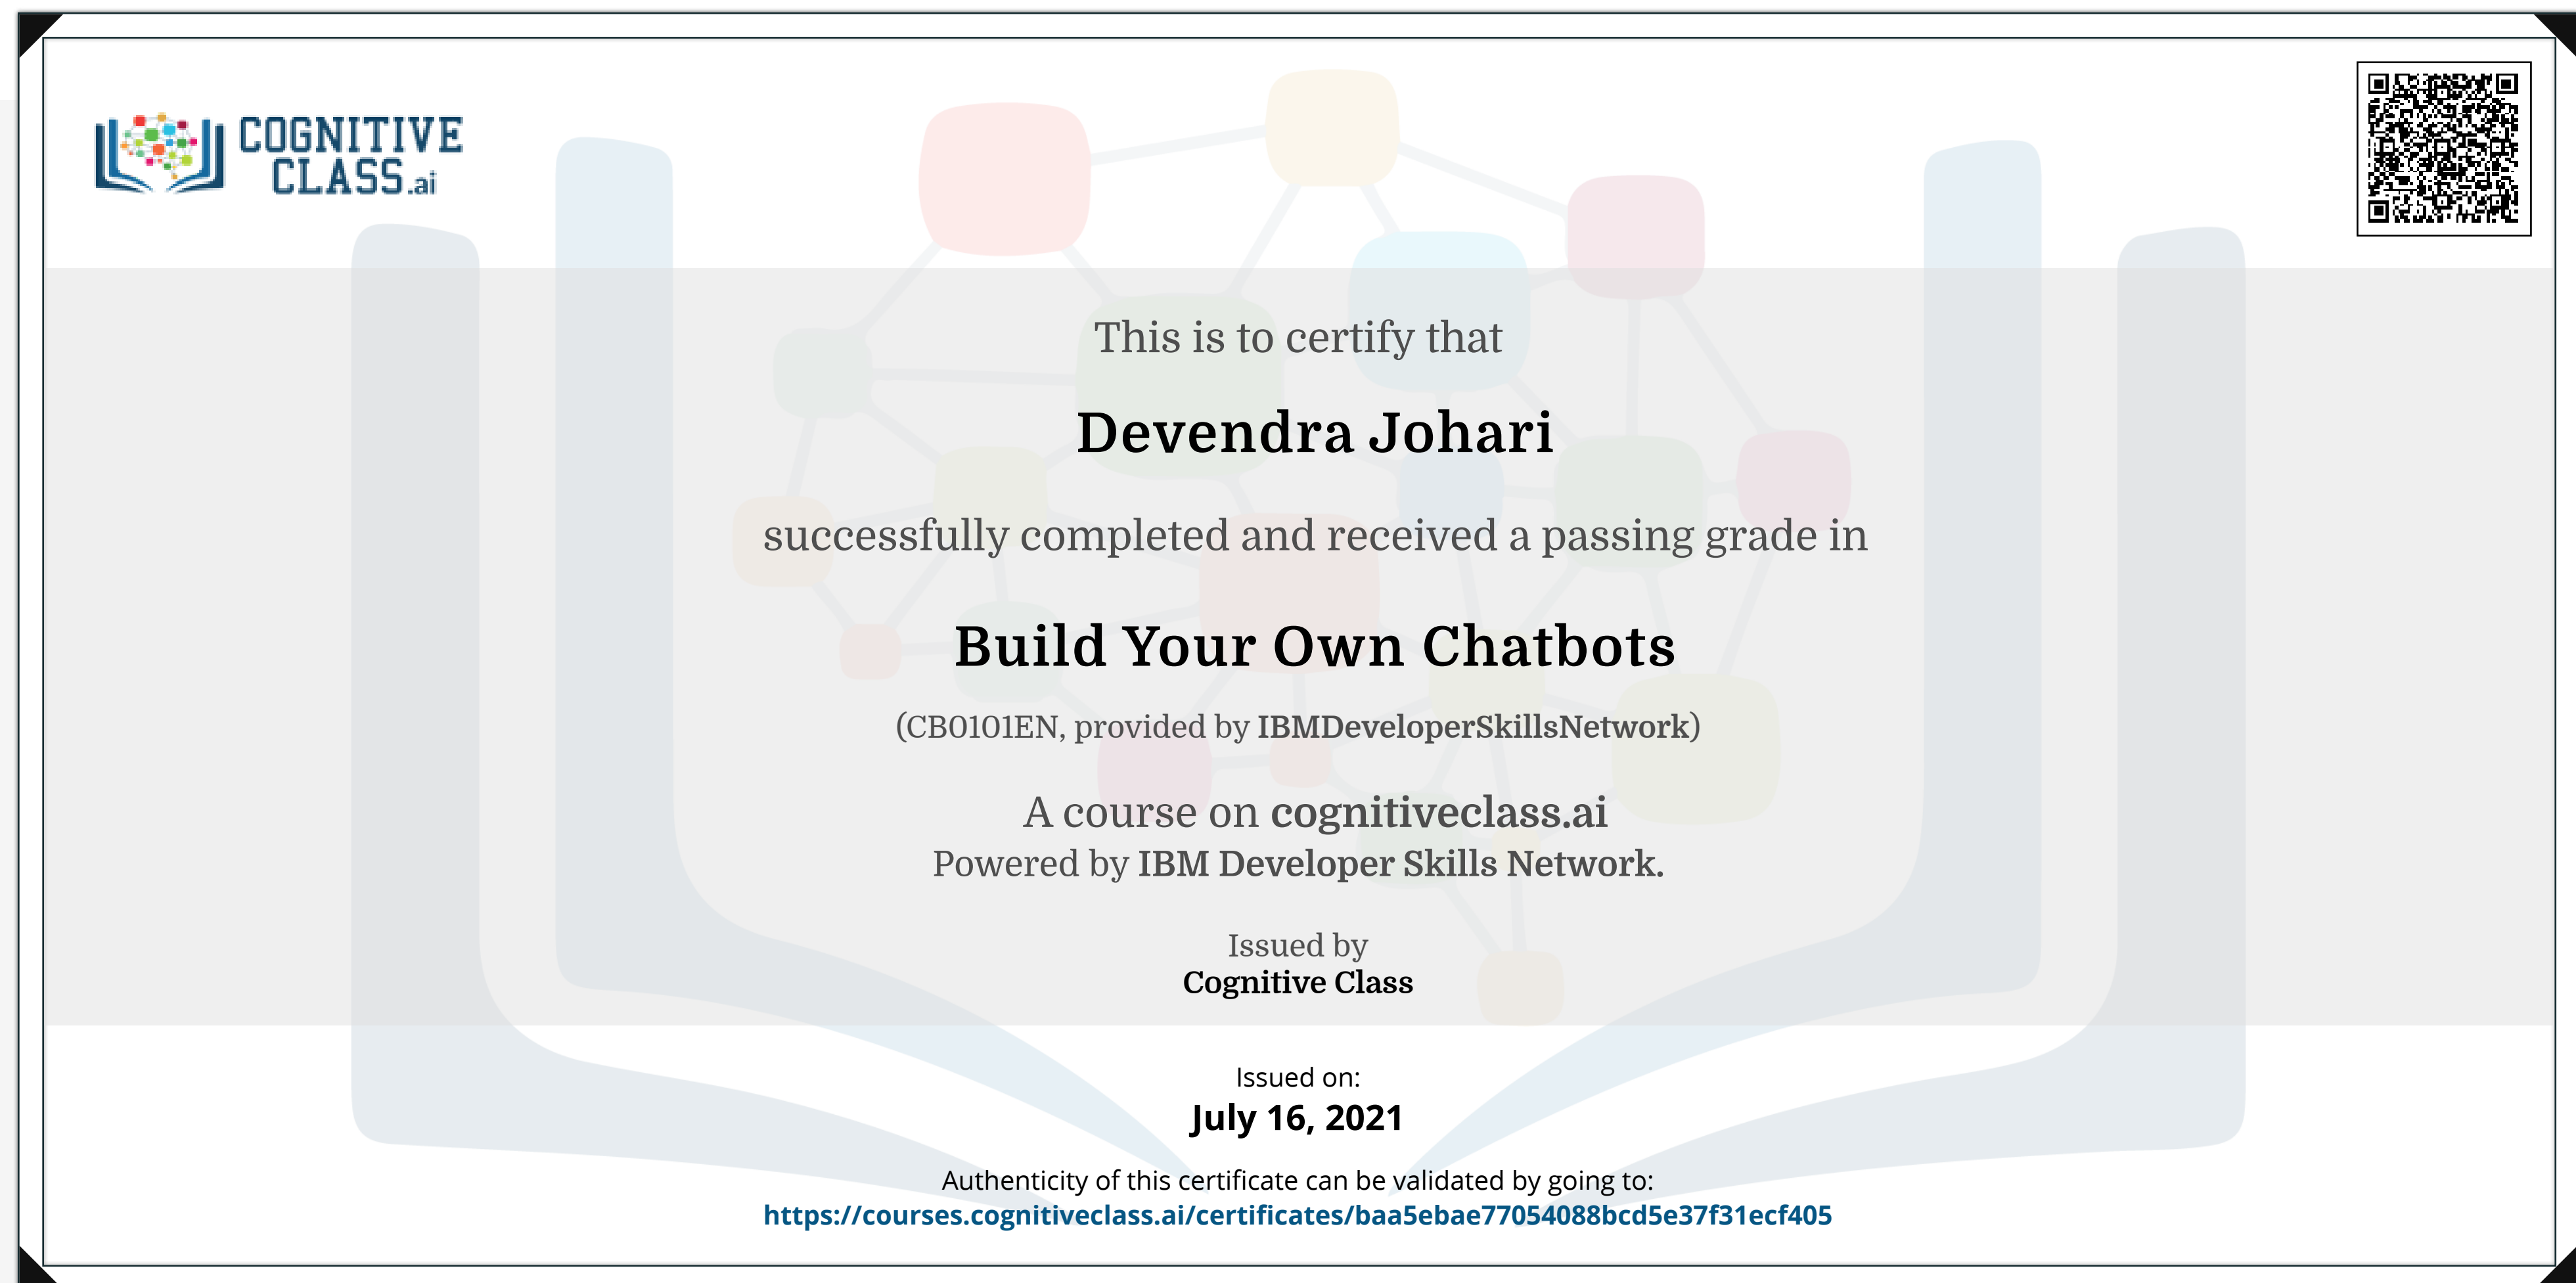 COGNITIVE
CLASS.ai
This is to certify that
Devendra Johari
successfully completed and received a passing grade in
Build Your Own Chatbots
(CB0101EN, provided by IBMDeveloperSkillsNetwork)
A course on cognitiveclass.ai
Powered by IBM Developer Skills Network.
Issued by
Cognitive Class
Issued on:
July 16, 2021
Authenticity of this certificate can be validated by going to:
https://courses.cognitiveclass.ai/certificates/baa5ebae77054088bcd5e37f31ecf405